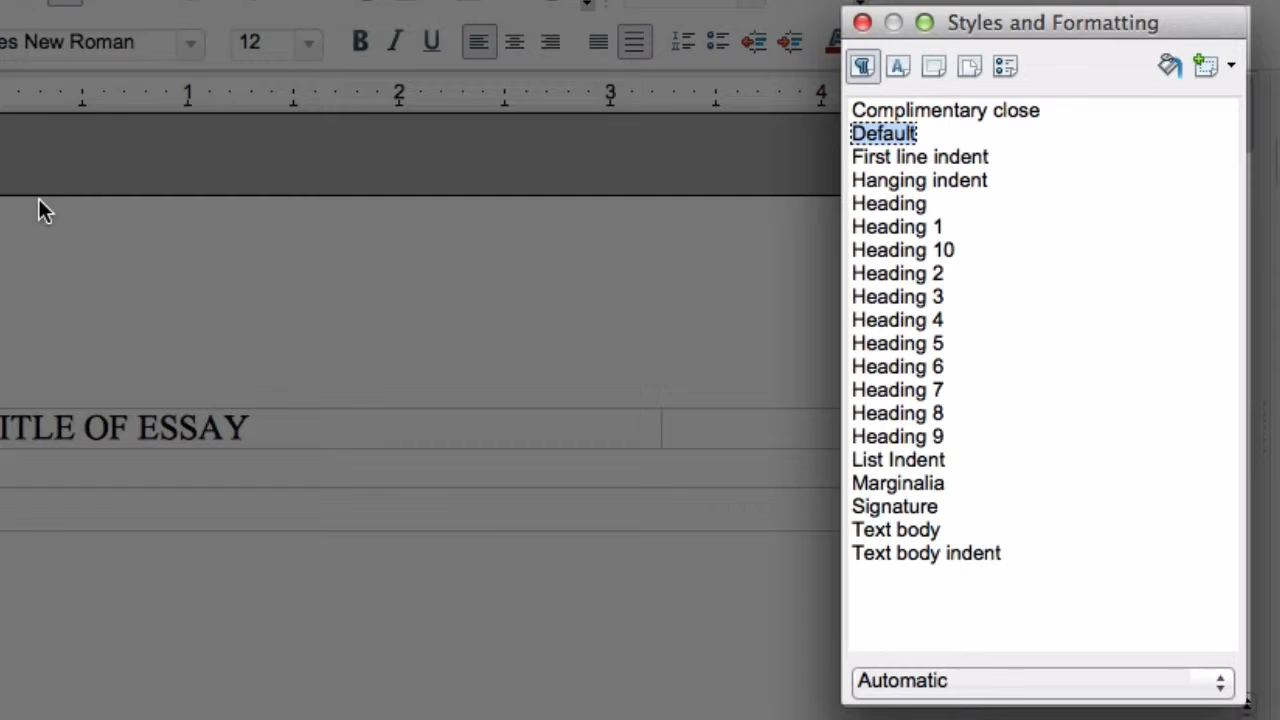 Styles and Formatting
es New Roman
12
B I U
A
1 2 3 4
Complimentary close
Default
First line indent
Hanging indent
Heading
Heading 1
Heading 10
Heading 2
Heading 3
Heading 4
Heading 5
Heading 6
Heading 7
Heading 8
Heading 9
List Indent
Marginalia
Signature
Text body
Text body indent
Automatic
ITLE OF ESSAY